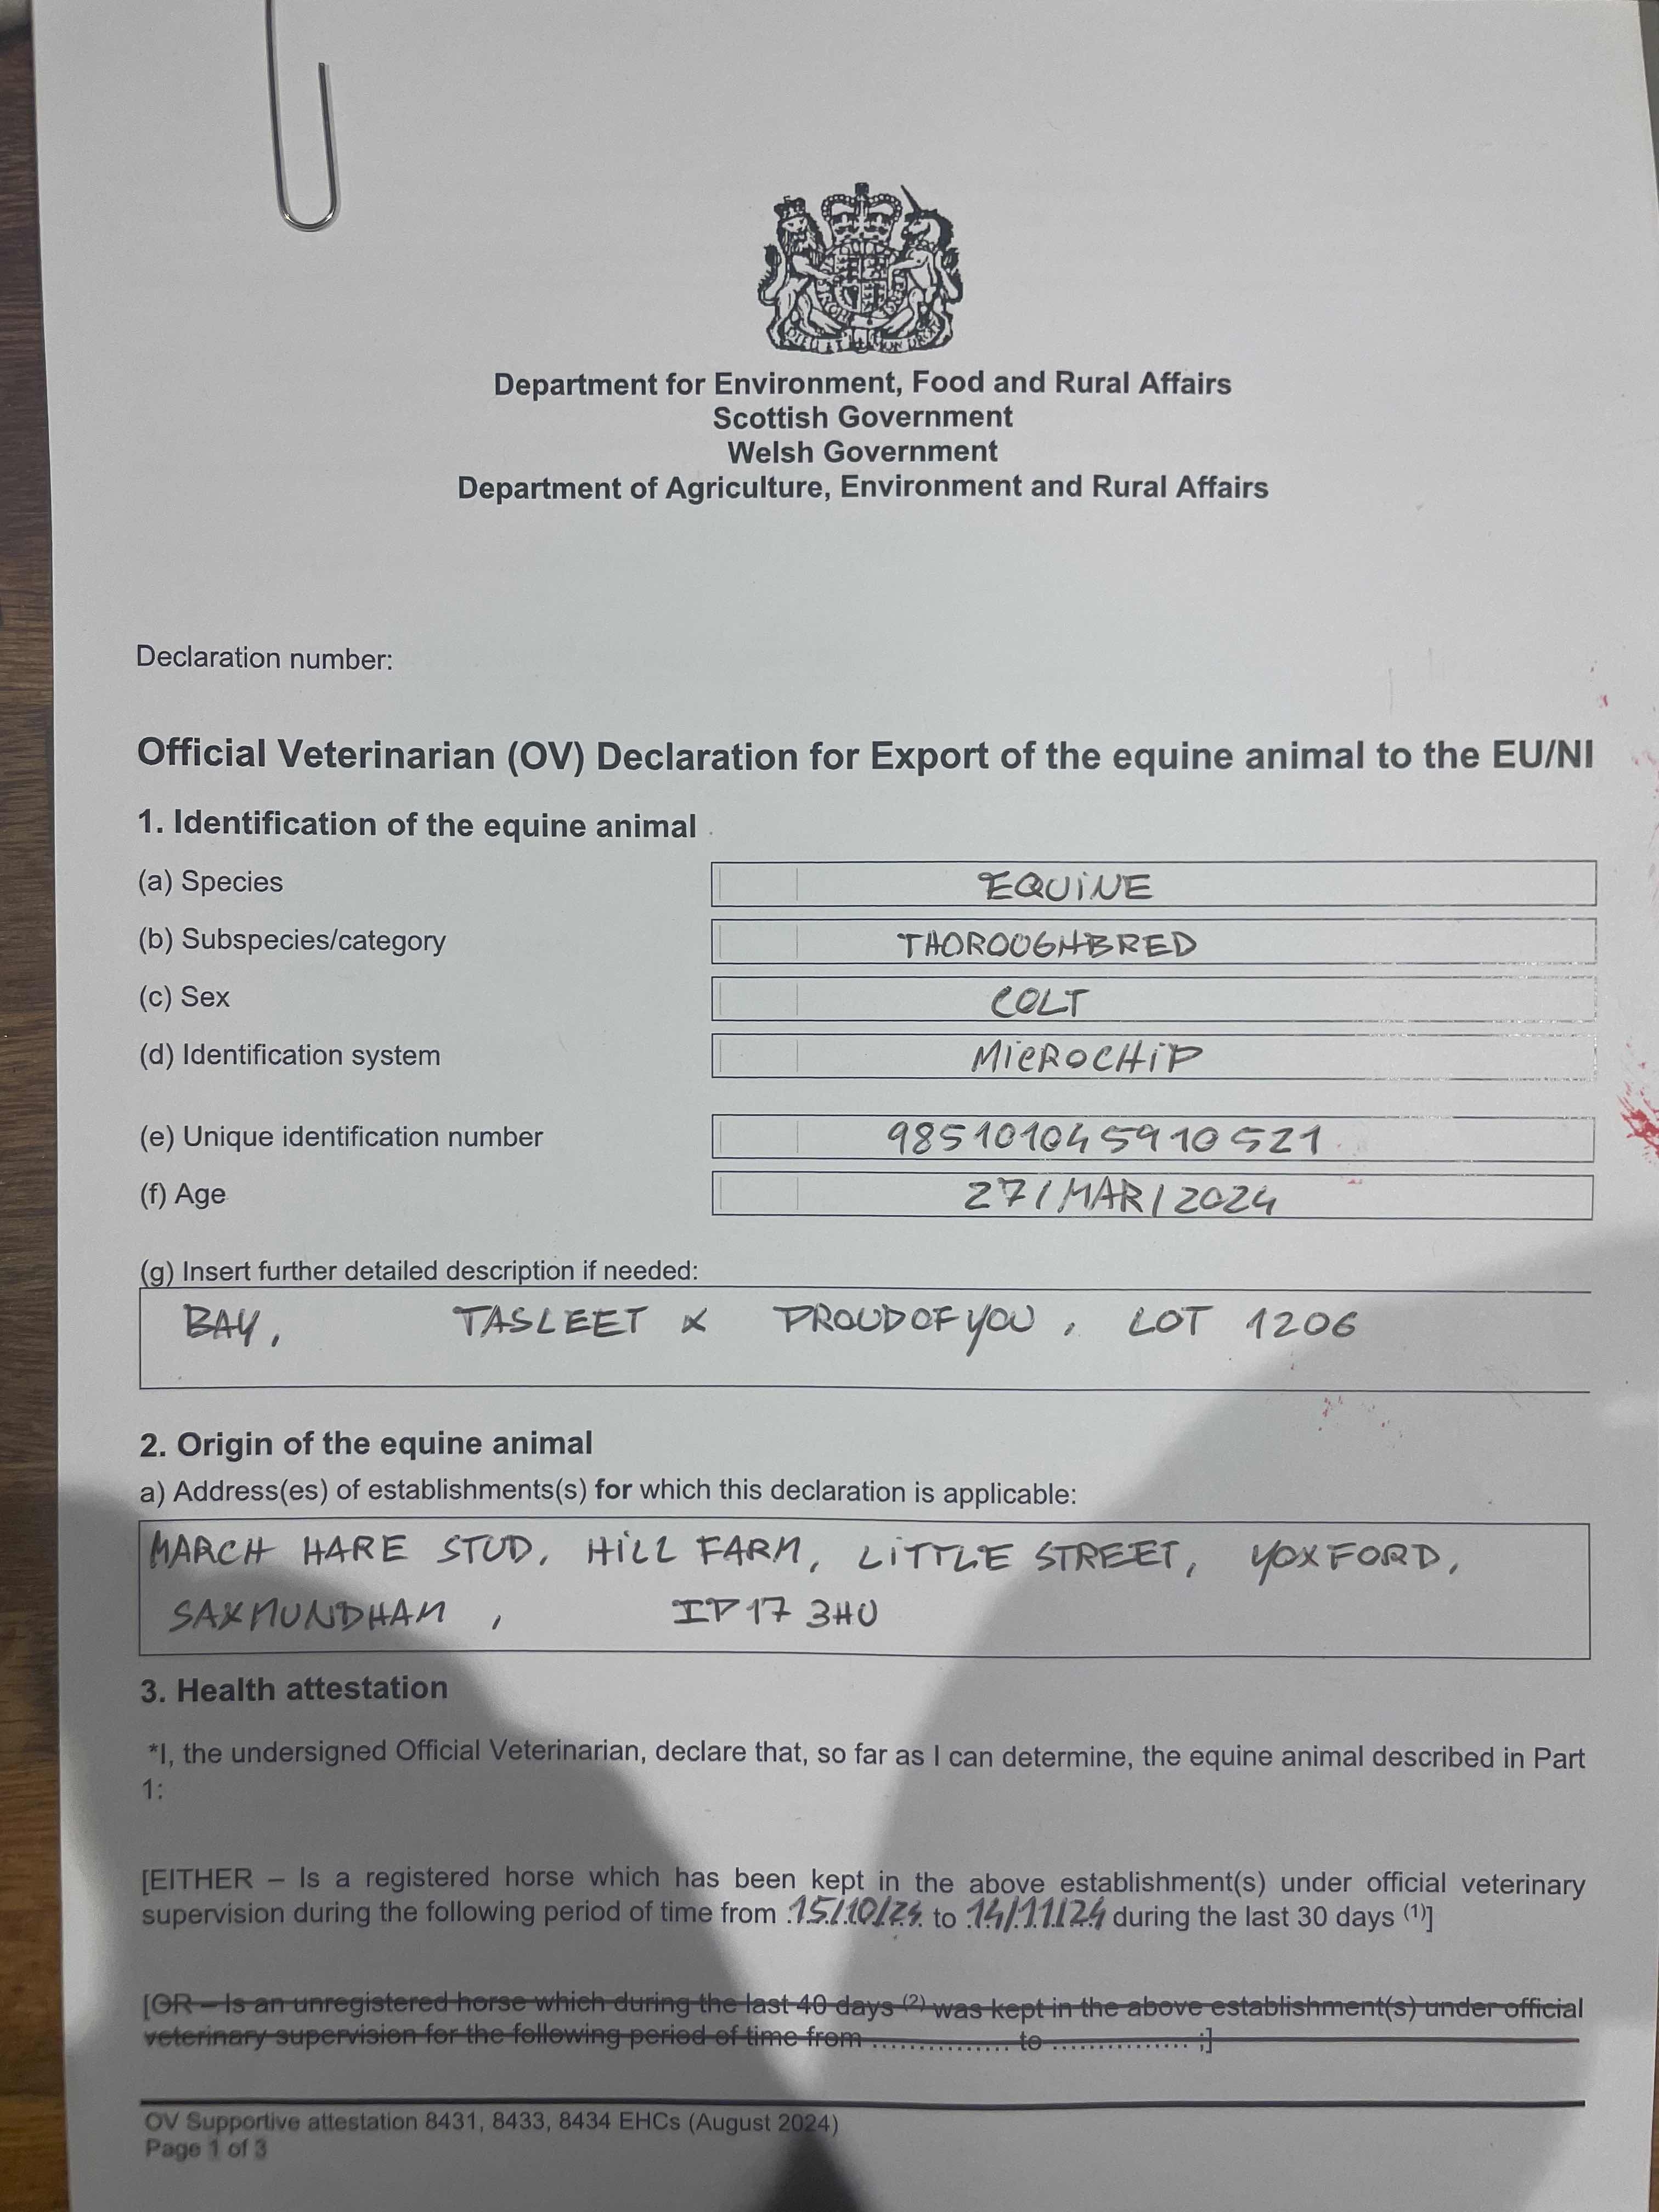 Department for Environment, Food and Rural Affairs
Scottish Government
Welsh Government
Department of Agriculture, Environment and Rural Affairs
Declaration number:
Official Veterinarian (OV) Declaration for Export of the equine animal to the EU/NI
1. Identification of the equine animal
(a) Species EQUINE
(b) Subspecies/category THOROUGHBRED
(c) Sex COLT
(d) Identification system MICROCHIP
(e) Unique identification number 985101045910521
(f) Age 27/MAR/2024
(g) Insert further detailed description if needed:
BAY, TASLEET x PROUDOFYOU, LOT 1206
2. Origin of the equine animal
a) Address(es) of establishments(s) for which this declaration is applicable:
MARCH HARE STUD, HILL FARM, LITTLE STREET, YOXFORD,
SAXMUNDHAM, IP17 3HU
3. Health attestation
*I, the undersigned Official Veterinarian, declare that, so far as I can determine, the equine animal described in Part
1:
[EITHER – Is a registered horse which has been kept in the above establishment(s) under official veterinary
supervision during the following period of time from 15/10/24 to 14/11/24 during the last 30 days (1)]
[OR – Is an unregistered horse which during the last 40 days (2) was kept in the above establishment(s) under official
veterinary supervision for the following period of time from ............... to ............... ;]
OV Supportive attestation 8431, 8433, 8434 EHCs (August 2024)
Page 1 of 3